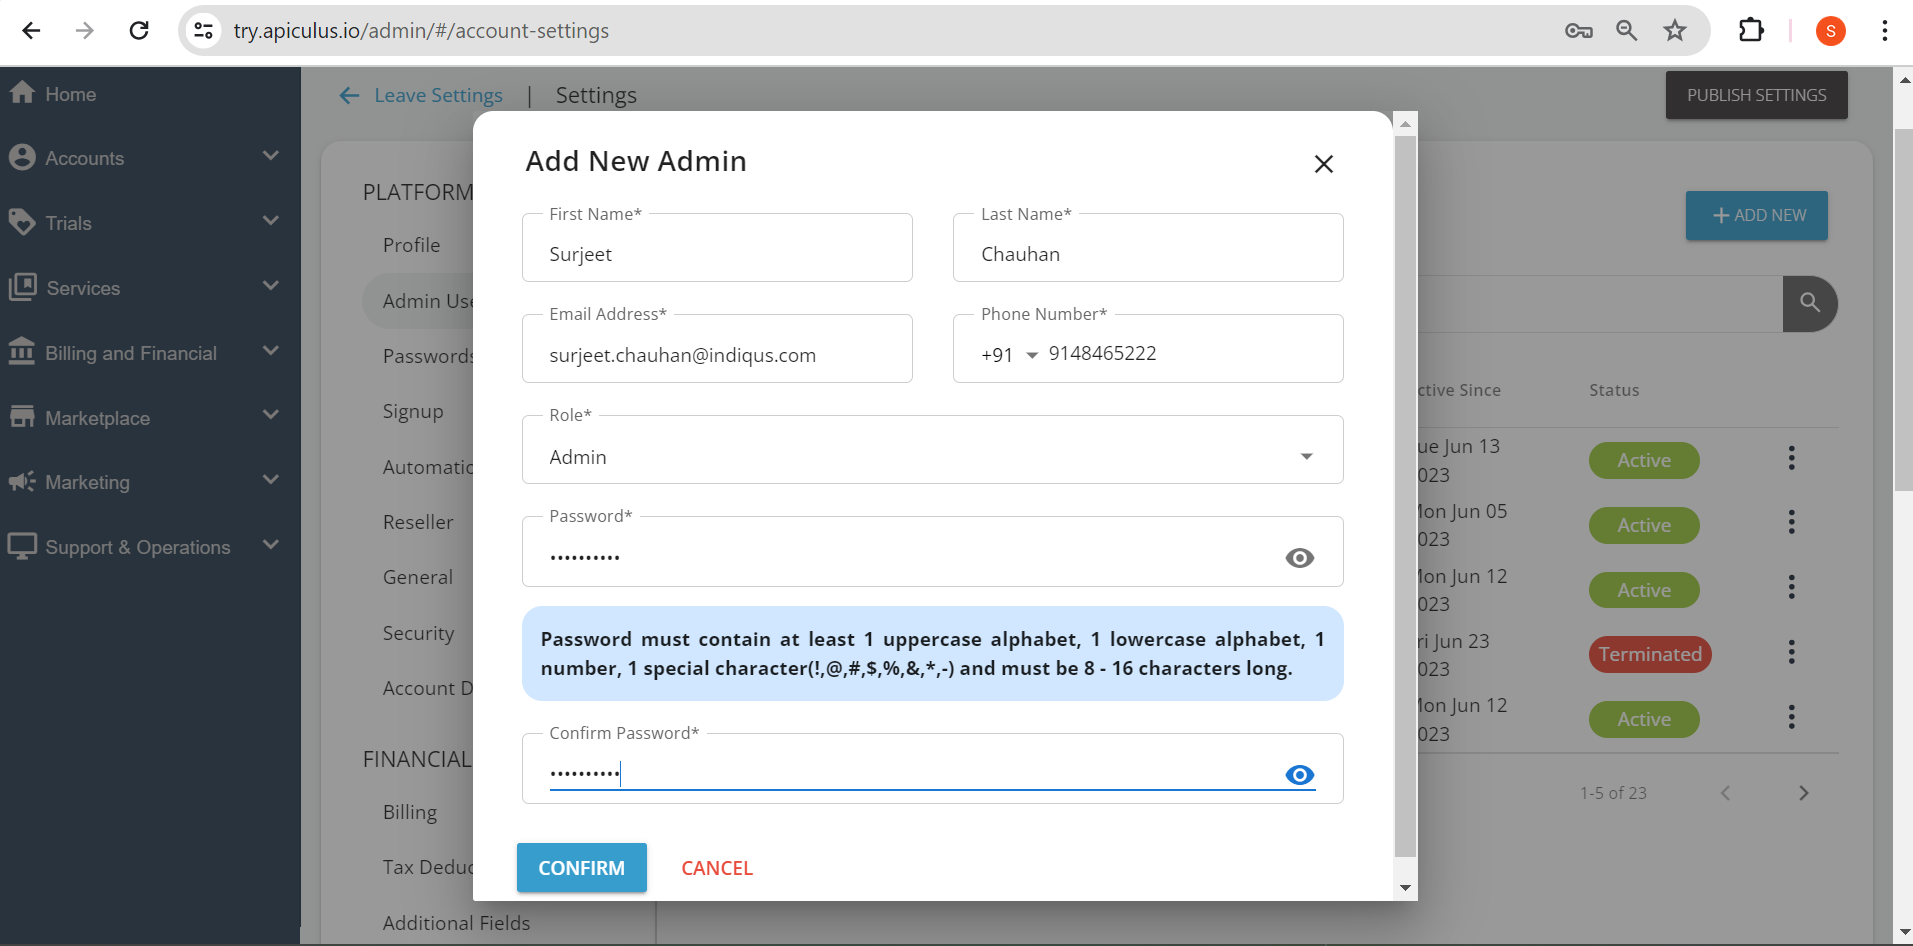 try.apiculus.io/admin/#/account-settings
S
Home
Accounts
Trials
Services
Billing and Financial
Marketplace
Marketing
Support & Operations
Leave Settings | Settings
PUBLISH SETTINGS
PLATFORM
Profile
Admin Use
Passwords
Signup
Automatic
Reseller
General
Security
Account D
FINANCIAL
Billing
Tax Deduc
Additional Fields
Add New Admin
First Name*
Surjeet
Last Name*
Chauhan
Email Address*
surjeet.chauhan@indiqus.com
Phone Number*
+91 9148465222
Role*
Admin
Password*
••••••••••
Password must contain at least 1 uppercase alphabet, 1 lowercase alphabet, 1
number, 1 special character(!,@,#,$,%,&,*,-) and must be 8 - 16 characters long.
Confirm Password*
••••••••••
CONFIRM
CANCEL
+ ADD NEW
ctive Since
Status
ue Jun 13
023
Active
on Jun 05
023
Active
on Jun 12
023
Active
ri Jun 23
023
Terminated
on Jun 12
023
Active
1-5 of 23